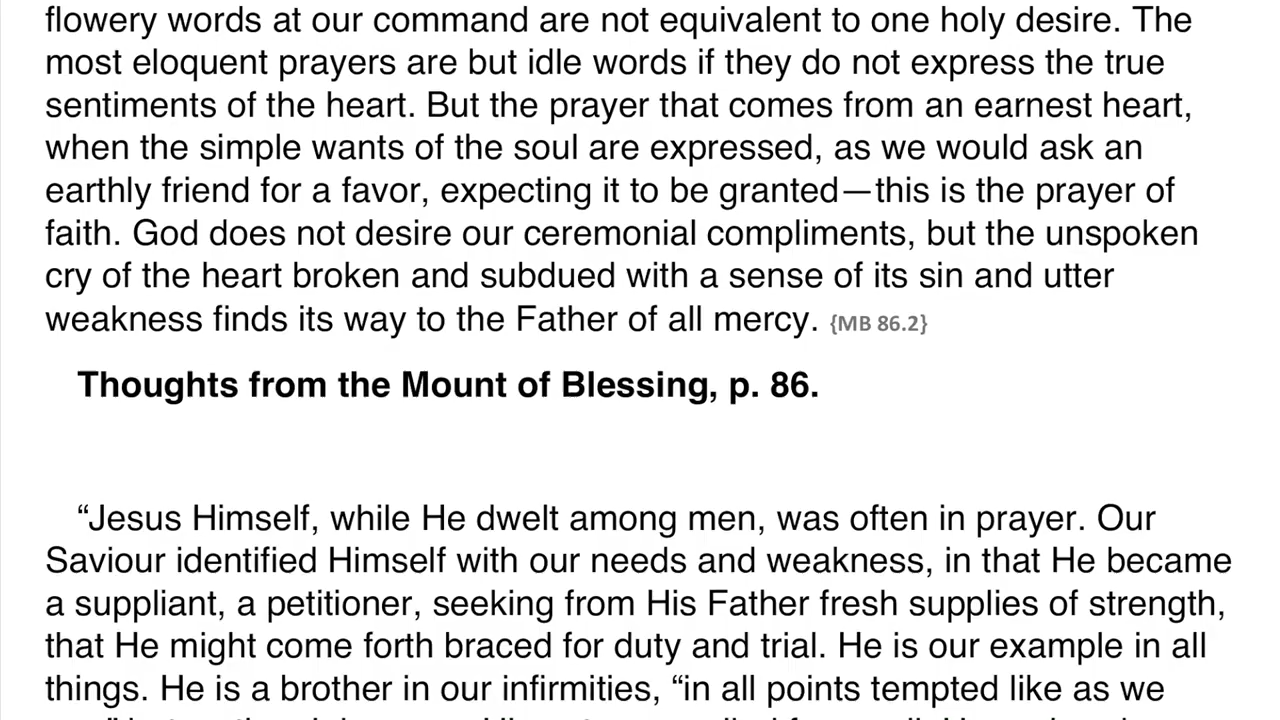 flowery words at our command are not equivalent to one holy desire. The
most eloquent prayers are but idle words if they do not express the true
sentiments of the heart. But the prayer that comes from an earnest heart,
when the simple wants of the soul are expressed, as we would ask an
earthly friend for a favor, expecting it to be granted—this is the prayer of
faith. God does not desire our ceremonial compliments, but the unspoken
cry of the heart broken and subdued with a sense of its sin and utter
weakness finds its way to the Father of all mercy. {MB 86.2}
Thoughts from the Mount of Blessing, p. 86.
“Jesus Himself, while He dwelt among men, was often in prayer. Our
Saviour identified Himself with our needs and weakness, in that He became
a suppliant, a petitioner, seeking from His Father fresh supplies of strength,
that He might come forth braced for duty and trial. He is our example in all
things. He is a brother in our infirmities, “in all points tempted like as we